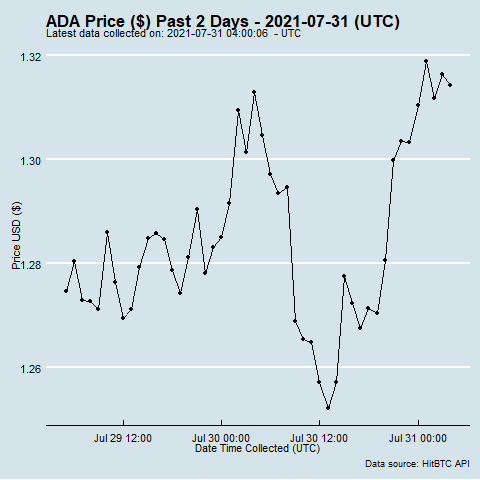 ADA Price ($) Past 2 Days - 2021-07-31 (UTC)
Latest data collected on: 2021-07-31 04:00:06 - UTC
1.32
1.30
1.28
1.26
Price USD ($)
Jul 29 12:00
Jul 30 00:00
Jul 30 12:00
Jul 31 00:00
Date Time Collected (UTC)
Data source: HitBTC API